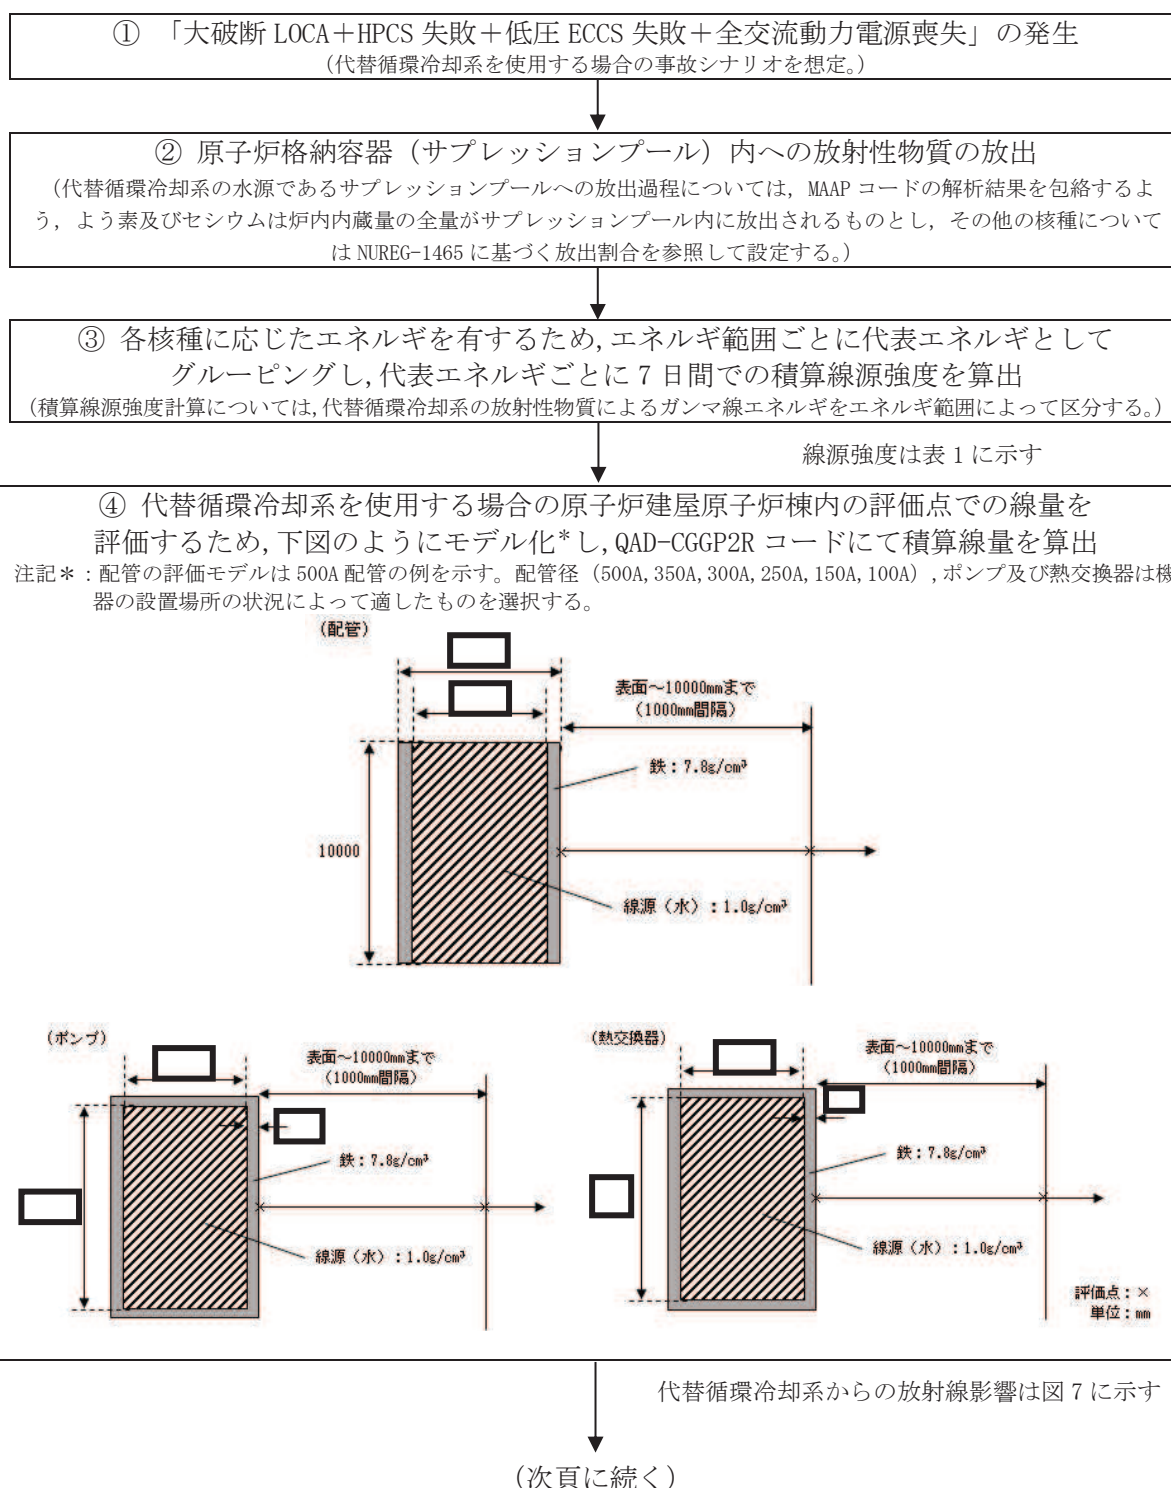 ① 「大破断 LOCA＋HPCS 失敗＋低圧 ECCS 失敗＋全交流動力電源喪失」の発生
(代替循環冷却系を使用する場合の事故シナリオを想定。)
② 原子炉格納容器（サプレッションプール）内への放射性物質の放出
（代替循環冷却系の水源であるサプレッションプールへの放出過程については，MAAP コードの解析結果を包絡するよ
う，よう素及びセシウムは炉内内蔵量の全量がサプレッションプール内に放出されるものとし，その他の核種について
は NUREG-1465 に基づく放出割合を参照して設定する。）
③ 各核種に応じたエネルギを有するため,エネルギ範囲ごとに代表エネルギとして
グルーピングし,代表エネルギごとに 7 日間での積算線源強度を算出
(積算線源強度計算については,代替循環冷却系の放射性物質によるガンマ線エネルギをエネルギ範囲によって区分する。)
線源強度は表 1 に示す
④ 代替循環冷却系を使用する場合の原子炉建屋原子炉棟内の評価点での線量を
評価するため,下図のようにモデル化*し,QAD-CGGP2R コードにて積算線量を算出
注記＊：配管の評価モデルは 500A 配管の例を示す。配管径（500A,350A,300A,250A,150A,100A）,ポンプ及び熱交換器は機
器の設置場所の状況によって適したものを選択する。
(配管)
表面～10000mmまで
(1000mm間隔)
鉄：7.8g/cm³
10000
線源（水）：1.0g/cm³
(ポンプ)
表面～10000mmまで
(1000mm間隔)
鉄：7.8g/cm³
線源（水）：1.0g/cm³
(熱交換器)
表面～10000mmまで
(1000mm間隔)
鉄：7.8g/cm³
線源（水）：1.0g/cm³
評価点：×
単位：mm
代替循環冷却系からの放射線影響は図 7 に示す
（次頁に続く）